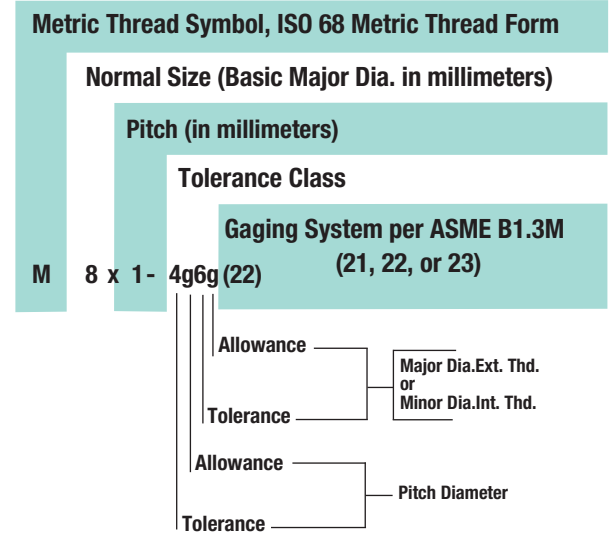 Metric Thread Symbol, ISO 68 Metric Thread Form
Normal Size (Basic Major Dia. in millimeters)
Pitch (in millimeters)
Tolerance Class
Gaging System per ASME B1.3M
(21, 22, or 23)
M 8 x 1 - 4g6g (22)
Allowance
Major Dia.Ext. Thd.
or
Minor Dia.Int. Thd.
Tolerance
Allowance
Pitch Diameter
Tolerance